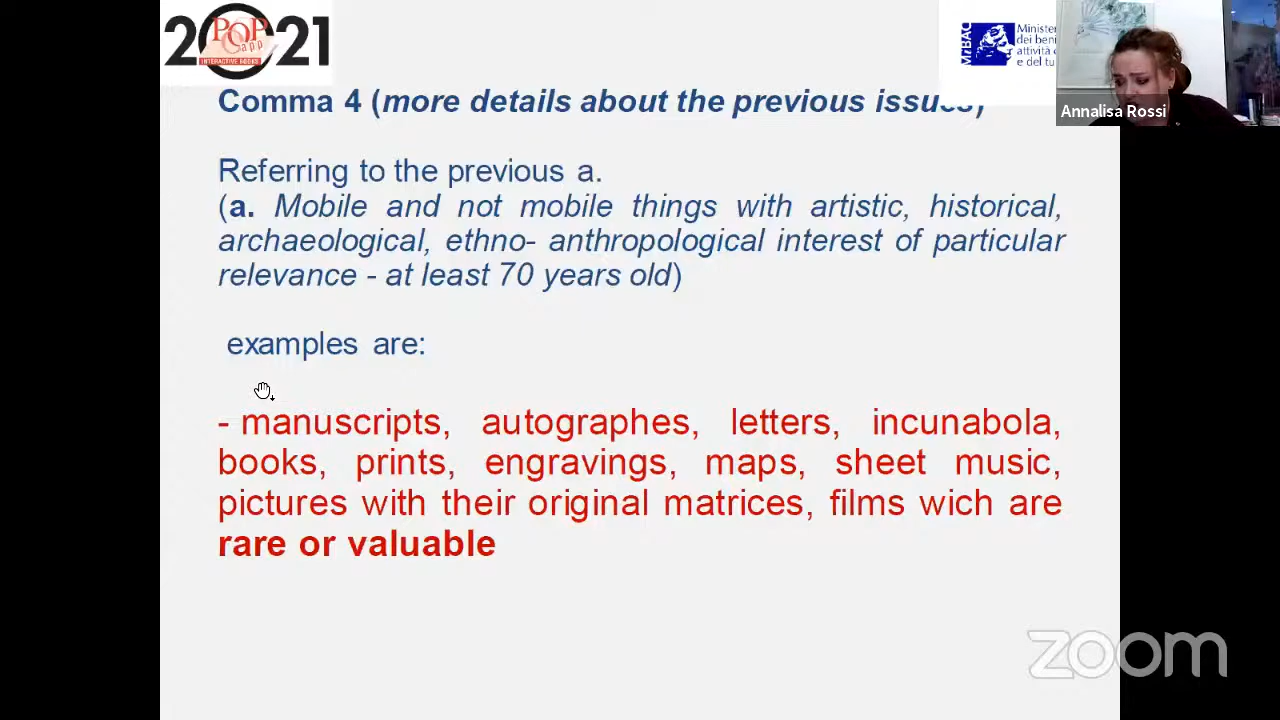 2021
POP
app
INTERACTIVE BOOKS
MiBAC
Minister
dei beni
attività e
e del tu
Annalisa Rossi
Comma 4 (more details about the previous issues)
Referring to the previous a.
(a. Mobile and not mobile things with artistic, historical,
archaeological, ethno- anthropological interest of particular
relevance - at least 70 years old)
examples are:
- manuscripts, autographes, letters, incunabola,
books, prints, engravings, maps, sheet music,
pictures with their original matrices, films wich are
rare or valuable
zoom